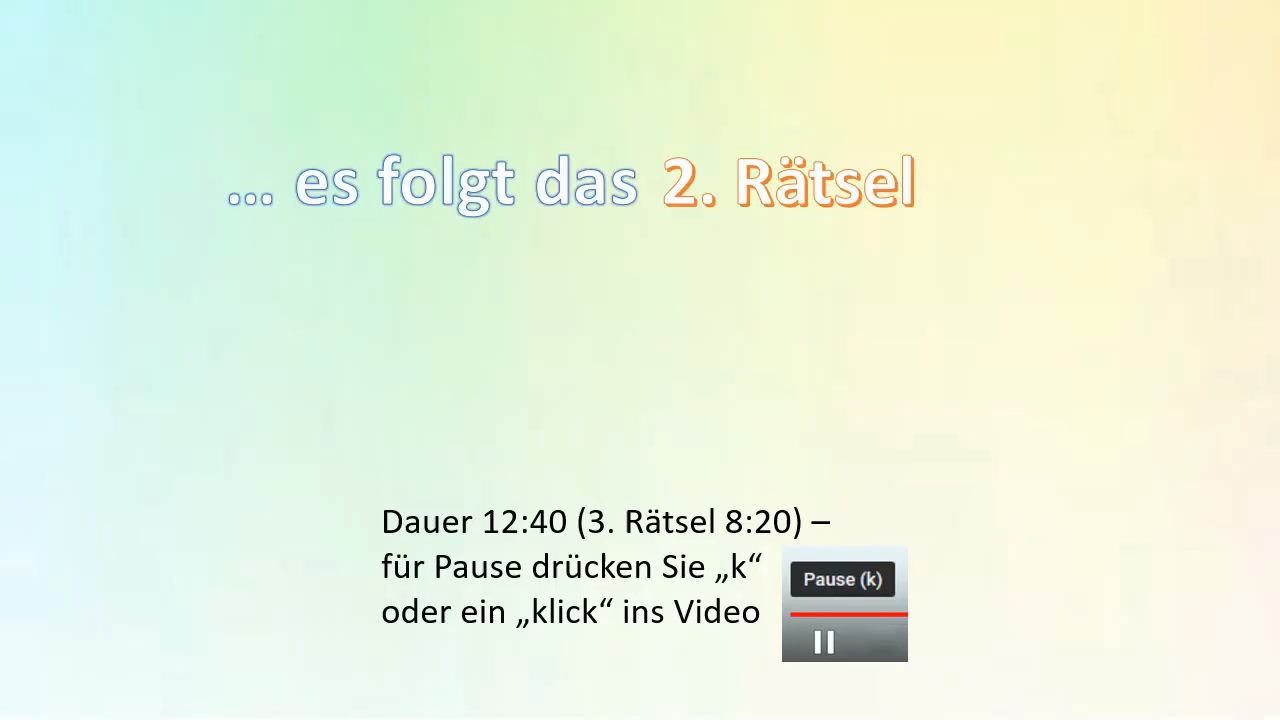 ... es folgt das 2. Rätsel
Dauer 12:40 (3. Rätsel 8:20) –
für Pause drücken Sie „k“
oder ein „klick“ ins Video
Pause (k)